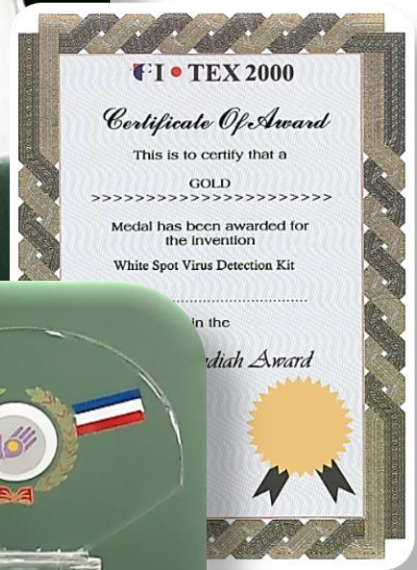 I • TEX 2000
Certificate Of Award
This is to certify that a
GOLD
>>>>>>>>>>>>>>>>>>>>>>>
Medal has been awarded for
the invention
White Spot Virus Detection Kit
in the
Award